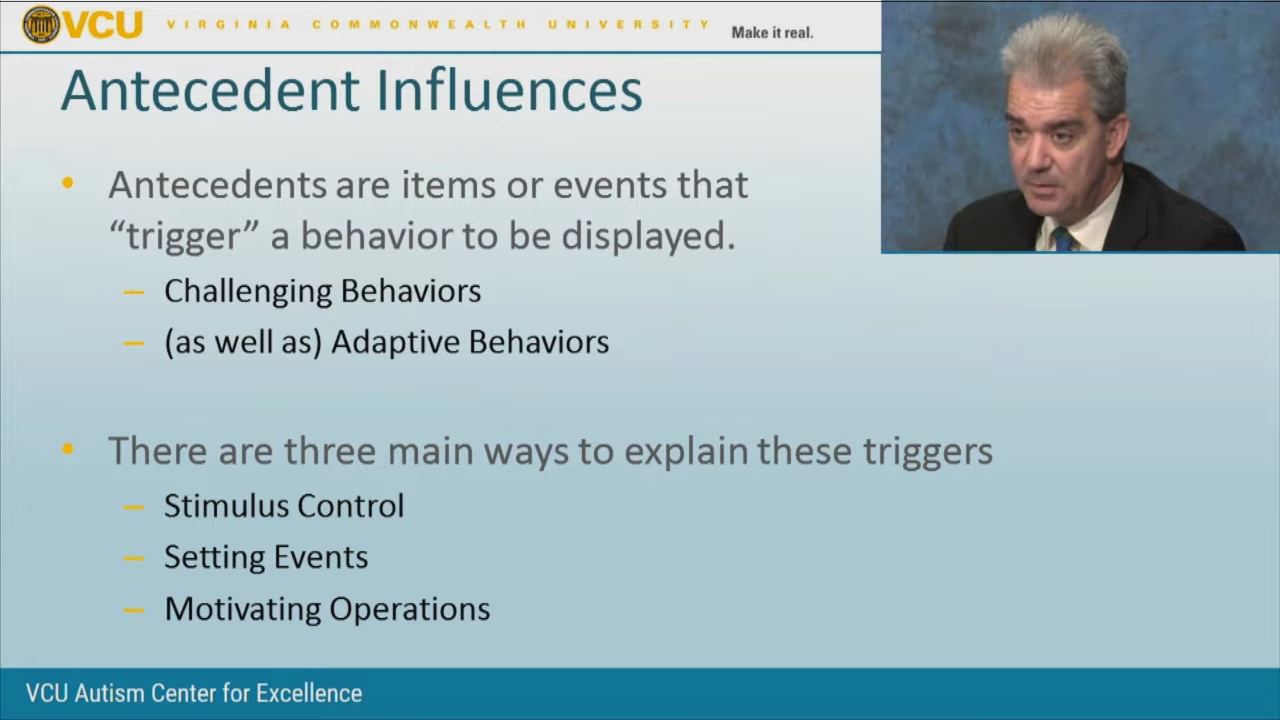 VCU VIRGINIA COMMONWEALTH UNIVERSITY Make it real.
Antecedent Influences
• Antecedents are items or events that
“trigger” a behavior to be displayed.
– Challenging Behaviors
– (as well as) Adaptive Behaviors
• There are three main ways to explain these triggers
– Stimulus Control
– Setting Events
– Motivating Operations
VCU Autism Center for Excellence